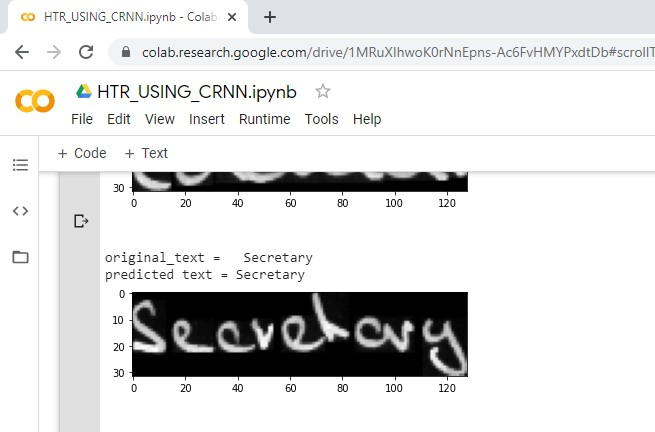 HTR_USING_CRNN.ipynb - Colab
colab.research.google.com/drive/1MRuXIhwoK0rNnEpns-Ac6FvHMYPxdtDb#scrollT
HTR_USING_CRNN.ipynb
File Edit View Insert Runtime Tools Help
+ Code + Text
30
0 20 40 60 80 100 120
original_text = Secretary
predicted text = Secretary
0
10
20
30
Secretary
0 20 40 60 80 100 120